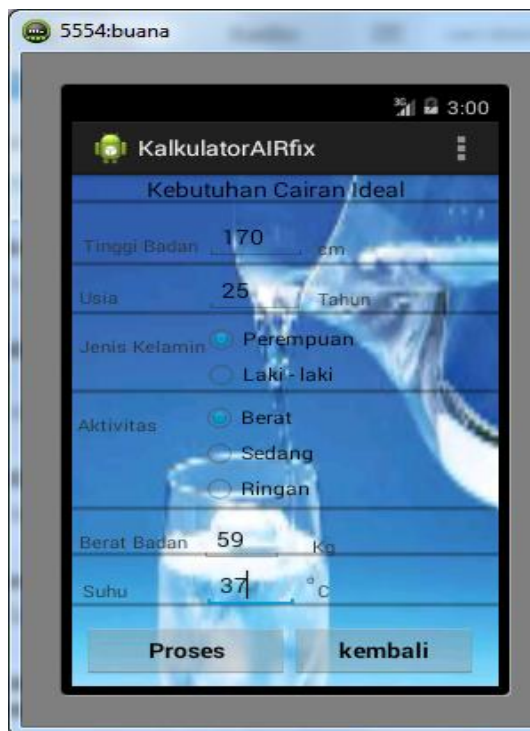 5554:buana
3G 3:00
KalkulatorAIRfix
Kebutuhan Cairan Ideal
Tinggi Badan 170 cm
Usia 25 Tahun
Jenis Kelamin Perempuan
Laki - laki
Aktivitas Berat
Sedang
Ringan
Berat Badan 59 Kg
Suhu 37 °C
Proses kembali